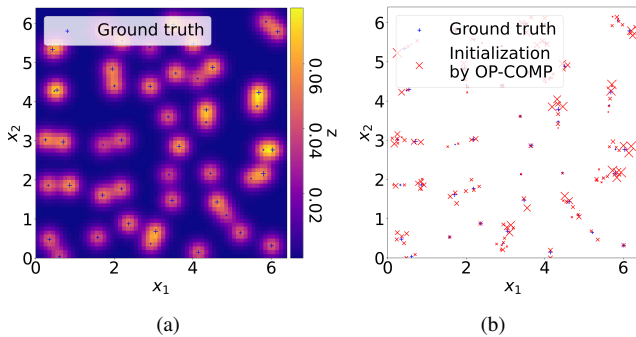 Ground truth
x₂
6
5
4
3
2
1
0
0
2
4
6
x₁
0.06
0.04
0.02
z
(a)
Ground truth
Initialization
by OP-COMP
x₂
6
5
4
3
2
1
0
0
2
4
6
x₁
(b)